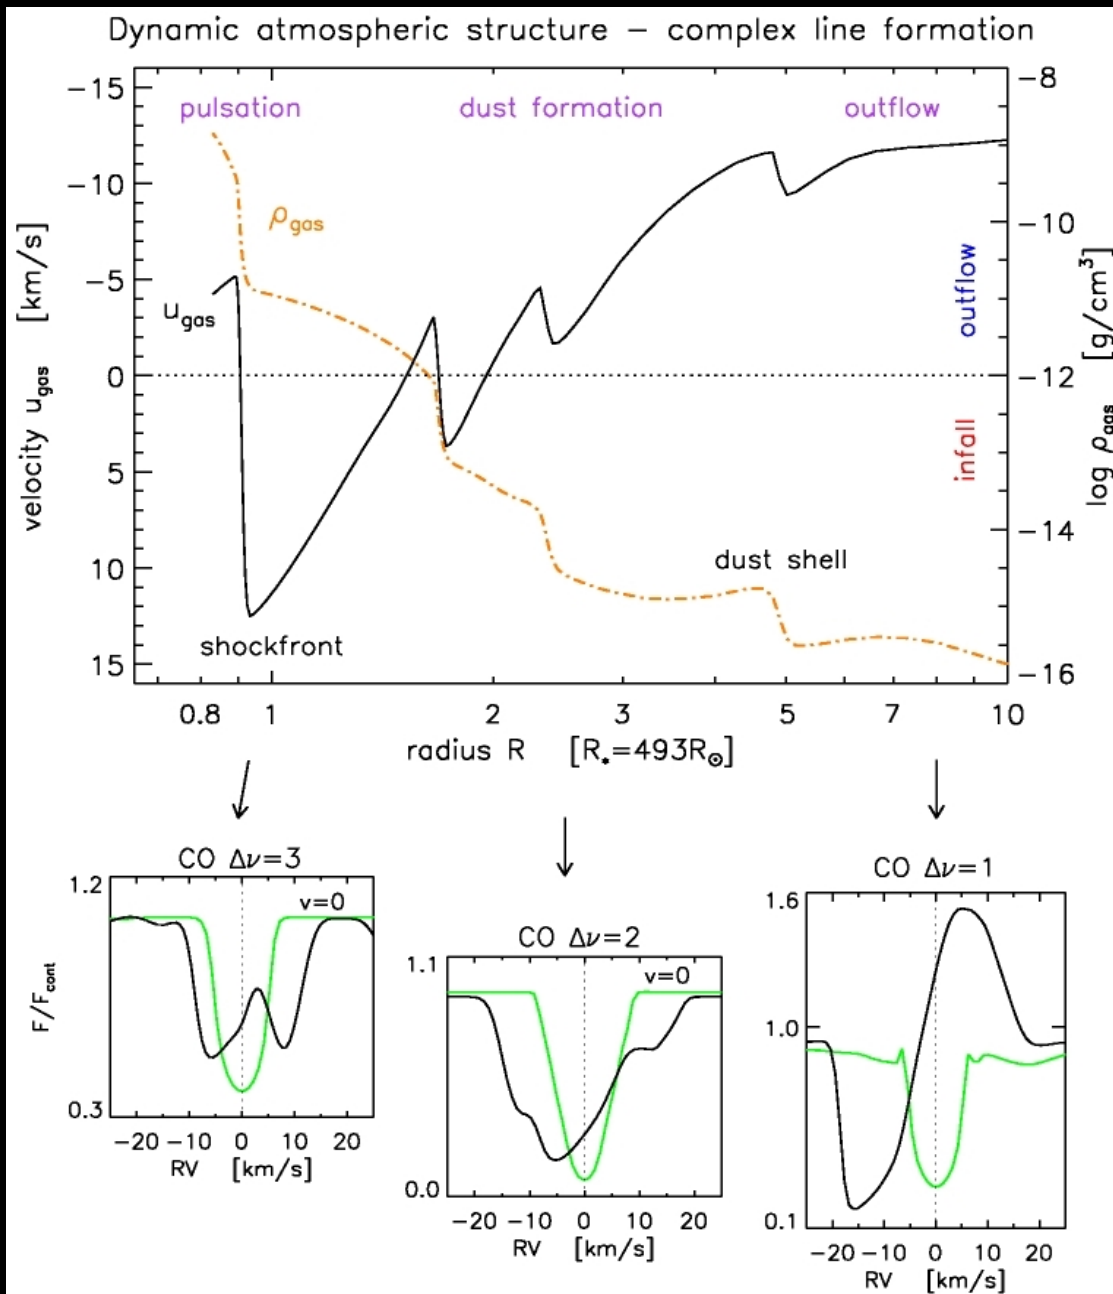 Dynamic atmospheric structure – complex line formation
pulsation dust formation outflow
−15
−10
−5
0
5
10
15
velocity u_gas [km/s]
ρ_gas
u_gas
shockfront
dust shell
outflow
infall
−8
−10
−12
−14
−16
log ρ_gas [g/cm³]
0.8 1 2 3 5 7 10
radius R [R_*=493R_⊙]
CO Δν=3
1.2
v=0
F/F_cont
0.3
−20 −10 0 10 20
RV [km/s]
CO Δν=2
1.1
v=0
0.0
−20 −10 0 10 20
RV [km/s]
CO Δν=1
1.6
1.0
0.1
−20 −10 0 10 20
RV [km/s]